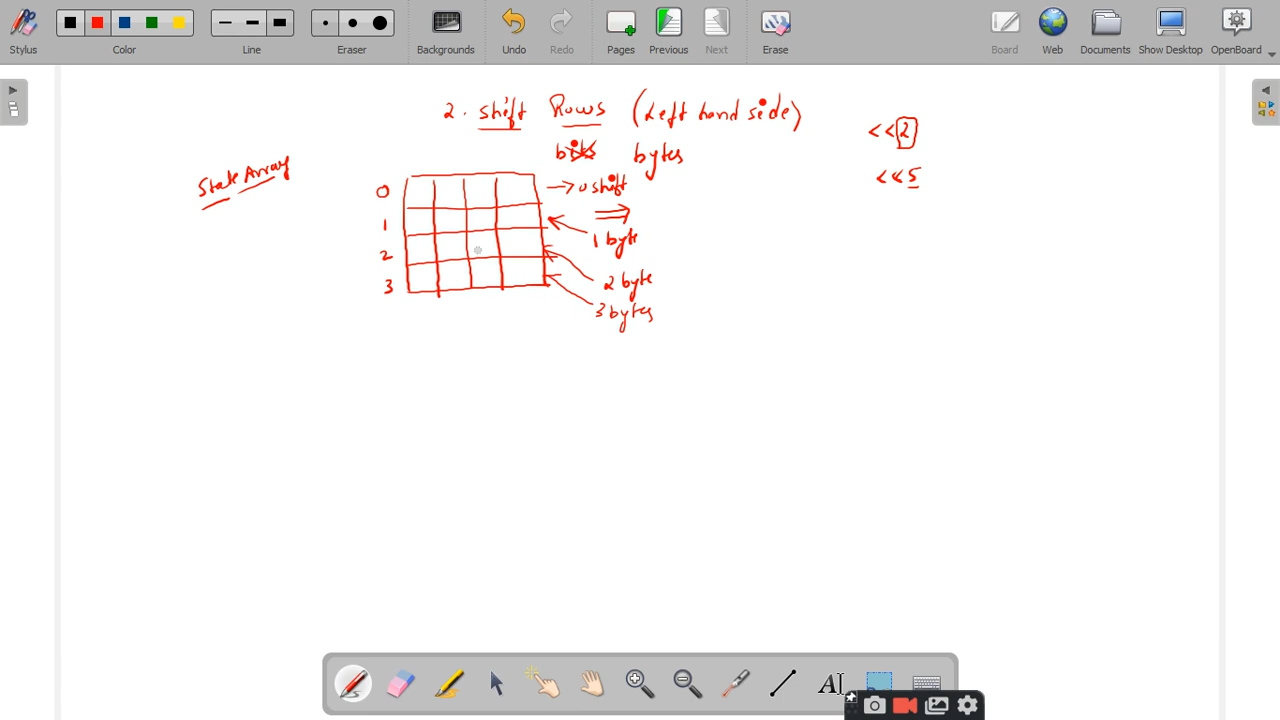 Stylus
Color
Line
Eraser
Backgrounds
Undo
Redo
Pages
Previous
Next
Erase
Board
Web
Documents
Show Desktop
OpenBoard
2. Shift Rows (Left hand side)
<<2
bits bytes
<<5
State Array
0 → 0 shift
1
1 byte
2
2 byte
3
3 bytes